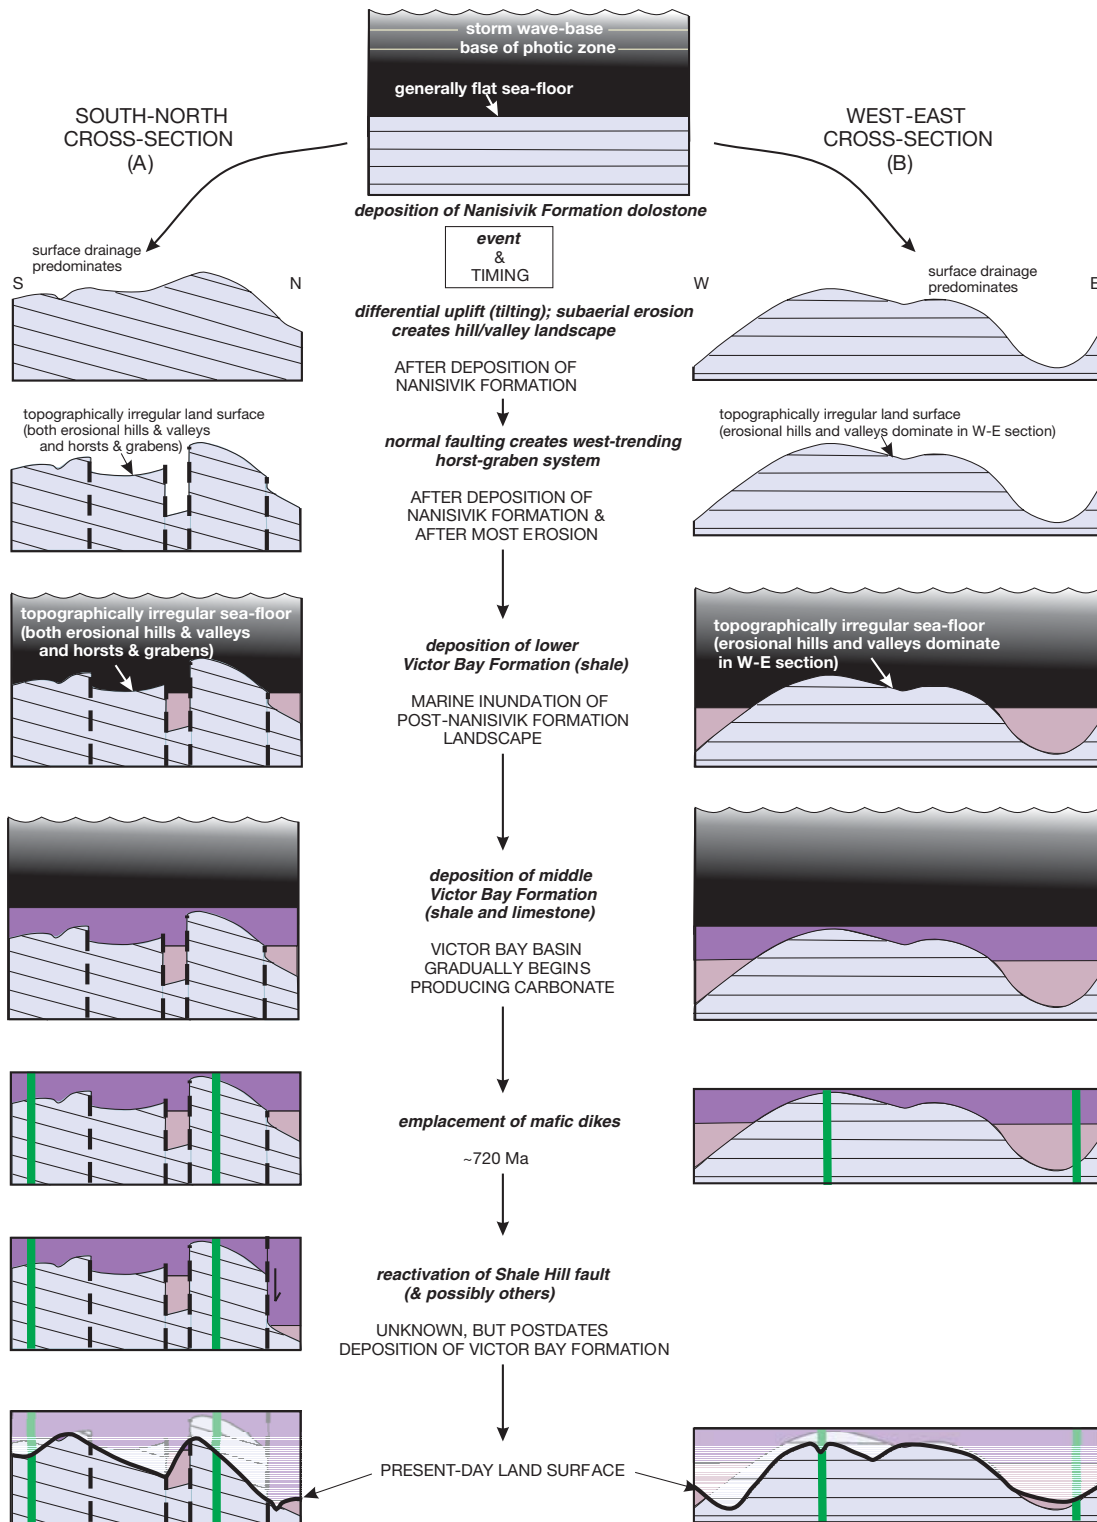 storm wave-base
base of photic zone
generally flat sea-floor
SOUTH-NORTH
CROSS-SECTION
(A)
WEST-EAST
CROSS-SECTION
(B)
deposition of Nanisivik Formation dolostone
event
&
TIMING
surface drainage
predominates
S
N
W
E
surface drainage
predominates
differential uplift (tilting); subaerial erosion
creates hill/valley landscape
AFTER DEPOSITION OF
NANISIVIK FORMATION
topographically irregular land surface
(both erosional hills & valleys
and horsts & grabens)
normal faulting creates west-trending
horst-graben system
AFTER DEPOSITION OF
NANISIVIK FORMATION &
AFTER MOST EROSION
topographically irregular land surface
(erosional hills and valleys dominate in W-E section)
topographically irregular sea-floor
(both erosional hills & valleys
and horsts & grabens)
deposition of lower
Victor Bay Formation (shale)
MARINE INUNDATION OF
POST-NANISIVIK FORMATION
LANDSCAPE
topographically irregular sea-floor
(erosional hills and valleys dominate
in W-E section)
deposition of middle
Victor Bay Formation
(shale and limestone)
VICTOR BAY BASIN
GRADUALLY BEGINS
PRODUCING CARBONATE
emplacement of mafic dikes
~720 Ma
reactivation of Shale Hill fault
(& possibly others)
UNKNOWN, BUT POSTDATES
DEPOSITION OF VICTOR BAY FORMATION
PRESENT-DAY LAND SURFACE